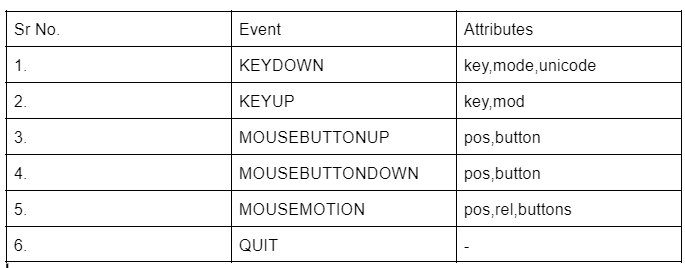 Sr No. Event Attributes
1. KEYDOWN key,mode,unicode
2. KEYUP key,mod
3. MOUSEBUTTONUP pos,button
4. MOUSEBUTTONDOWN pos,button
5. MOUSEMOTION pos,rel,buttons
6. QUIT -